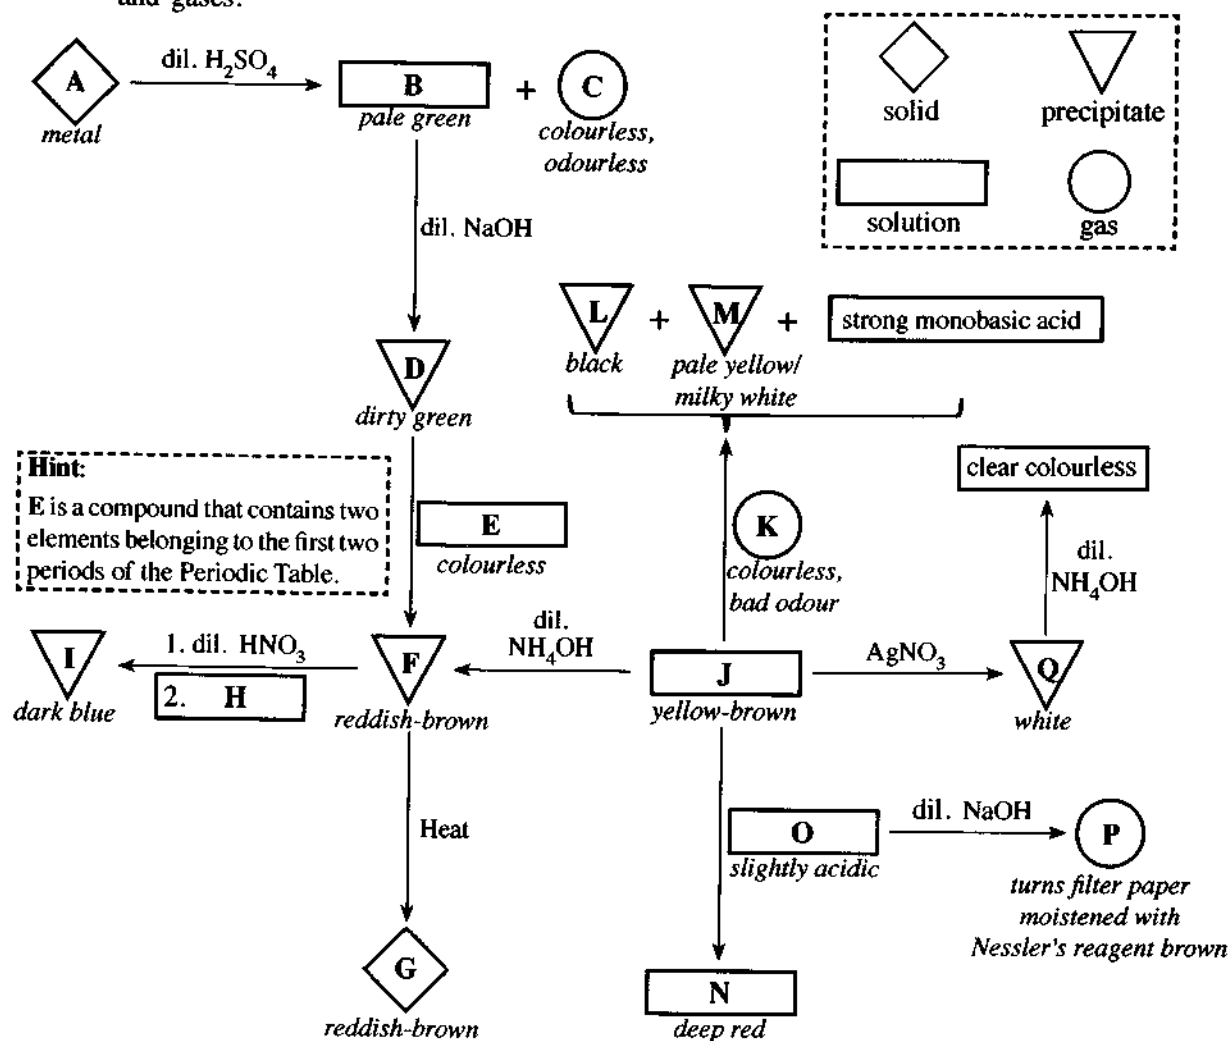 and gases.
A
metal
dil. H₂SO₄
B
pale green
+
C
colourless,
odourless
solid
precipitate
solution
gas
dil. NaOH
D
dirty green
L
black
+
M
pale yellow/
milky white
+
strong monobasic acid
Hint:
E is a compound that contains two
elements belonging to the first two
periods of the Periodic Table.
E
colourless
K
colourless,
bad odour
clear colourless
dil.
NH₄OH
I
dark blue
1. dil. HNO₃
2. H
F
reddish-brown
dil.
NH₄OH
J
yellow-brown
AgNO₃
Q
white
Heat
G
reddish-brown
O
slightly acidic
dil. NaOH
P
turns filter paper
moistened with
Nessler's reagent brown
N
deep red